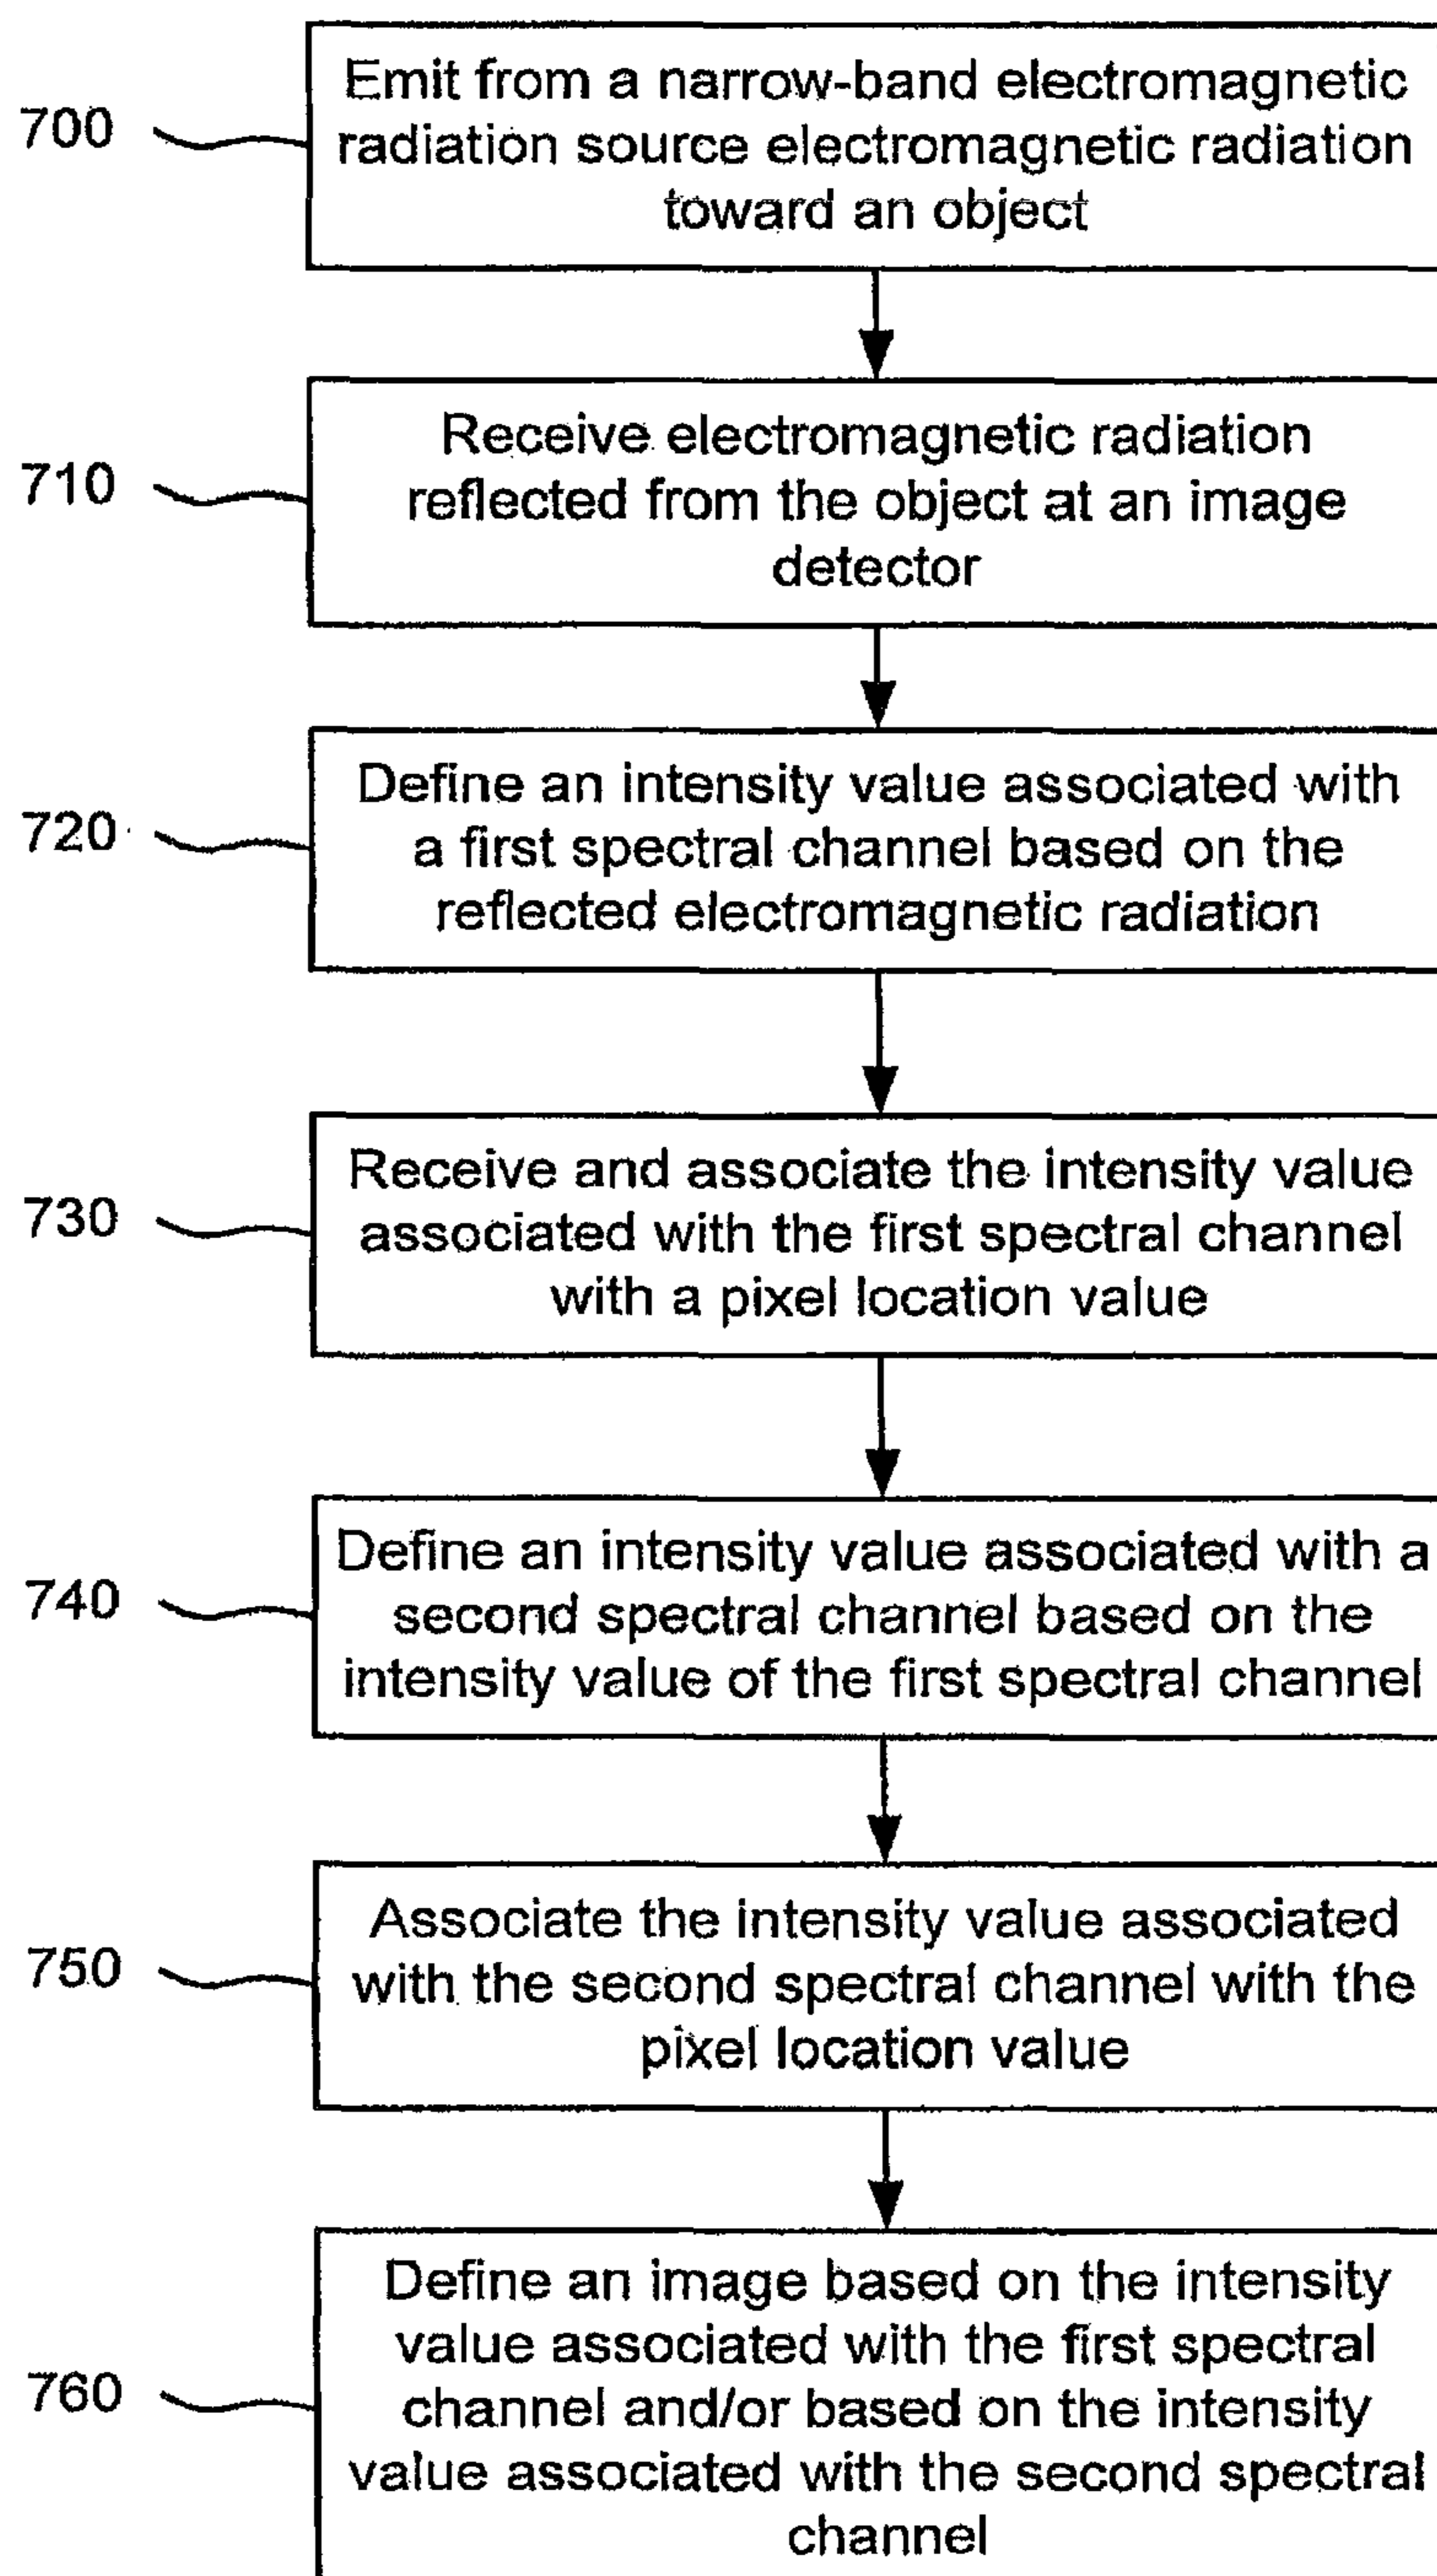 700
Emit from a narrow-band electromagnetic
radiation source electromagnetic radiation
toward an object
710
Receive electromagnetic radiation
reflected from the object at an image
detector
720
Define an intensity value associated with
a first spectral channel based on the
reflected electromagnetic radiation
730
Receive and associate the intensity value
associated with the first spectral channel
with a pixel location value
740
Define an intensity value associated with a
second spectral channel based on the
intensity value of the first spectral channel
750
Associate the intensity value associated
with the second spectral channel with the
pixel location value
760
Define an image based on the intensity
value associated with the first spectral
channel and/or based on the intensity
value associated with the second spectral
channel